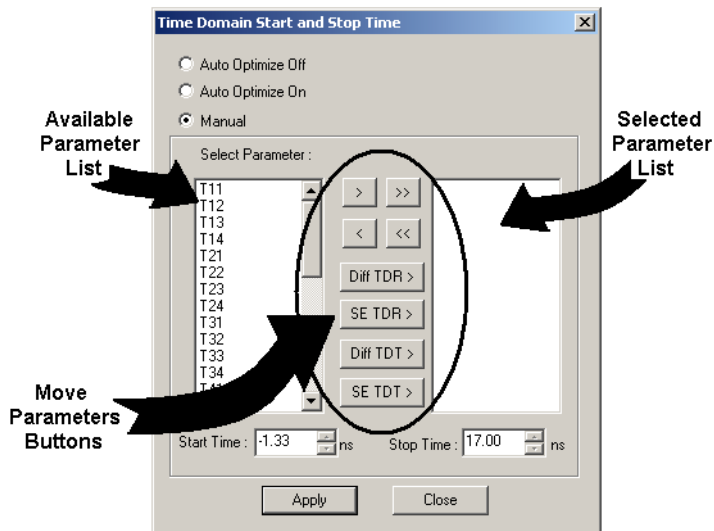 Time Domain Start and Stop Time
Auto Optimize Off
Auto Optimize On
Manual
Available
Parameter
List
Selected
Parameter
List
Select Parameter :
T11
T12
T13
T14
T21
T22
T23
T24
T31
T32
T33
T34
> >>
< <<
Diff TDR >
SE TDR >
Diff TDT >
SE TDT >
Move
Parameters
Buttons
Start Time : -1.33 ns
Stop Time : 17.00 ns
Apply
Close